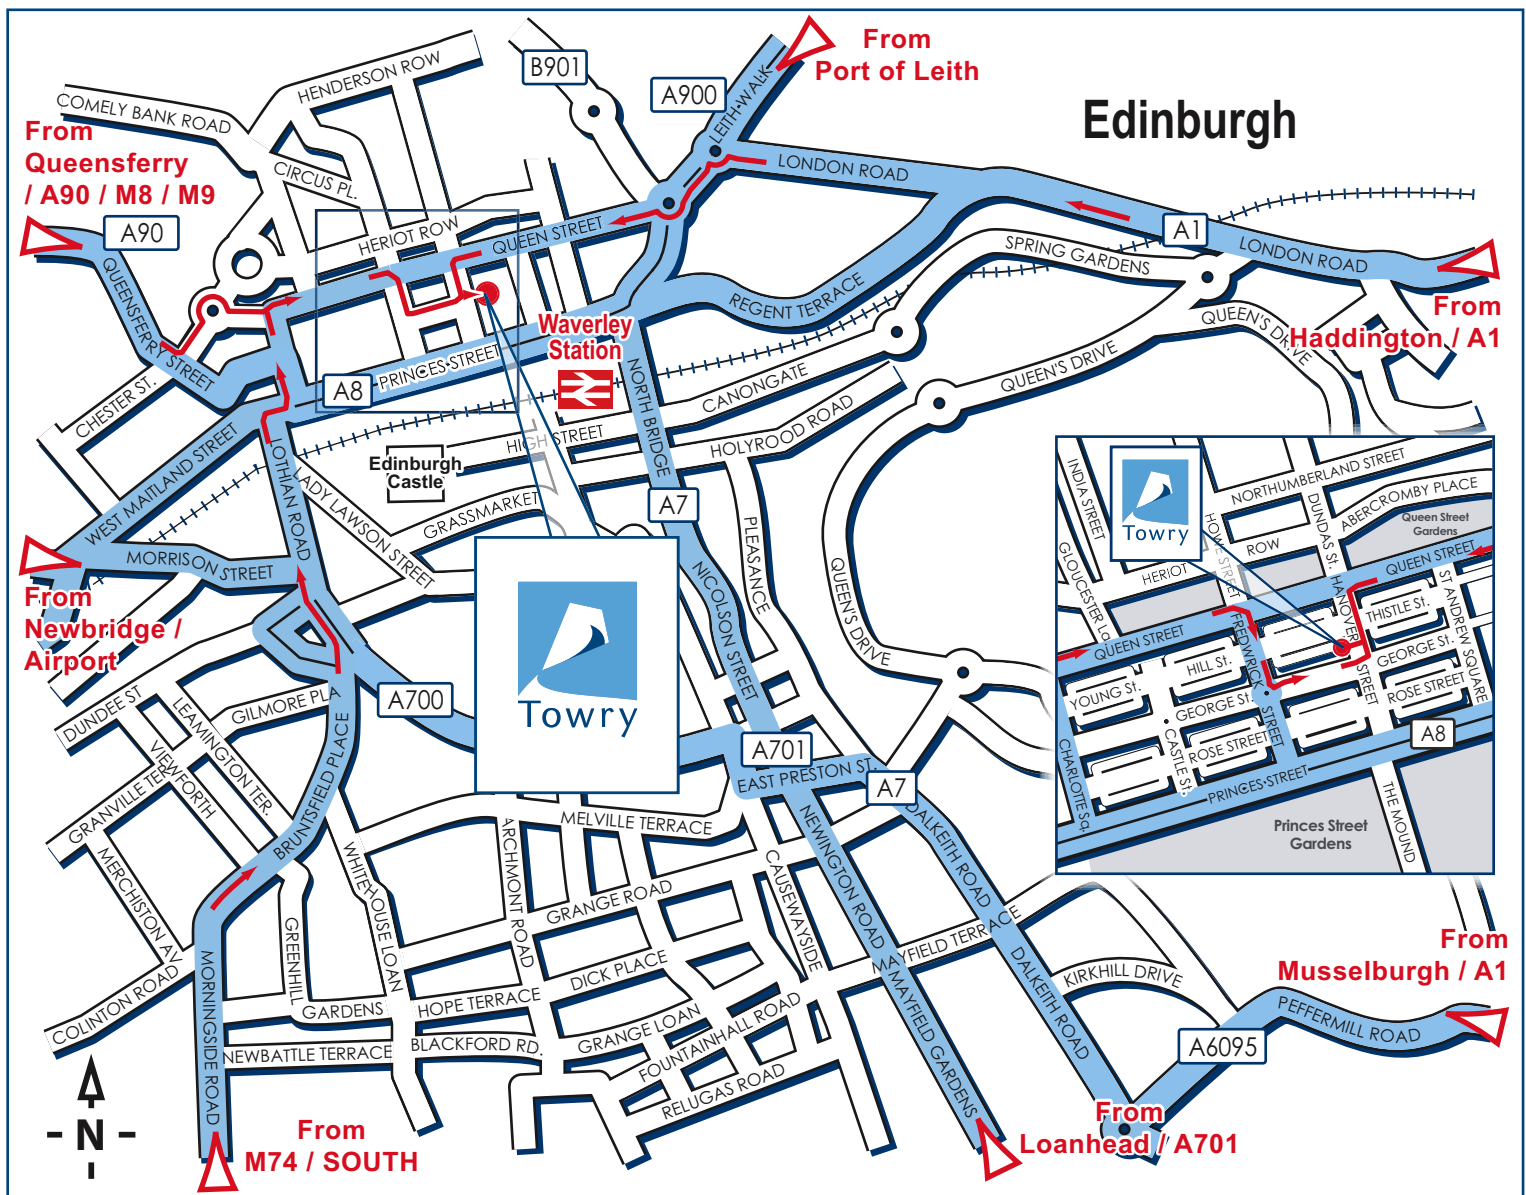 Edinburgh
From
Port of Leith
B901
A900
HENDERSON ROW
COMELY BANK ROAD
From
Queensferry
/ A90 / M8 / M9
A90
CIRCUS PL.
LEITH WALK
LONDON ROAD
HERIOT ROW
QUEEN STREET
A1
LONDON ROAD
SPRING GARDENS
REGENT TERRACE
From
Haddington / A1
QUEENSFERRY STREET
Waverley
Station
PRINCES STREET
A8
QUEEN'S DRIVE
QUEEN'S DRIVE
CHESTER ST.
NORTH BRIDGE
CANONGATE
HOLYROOD ROAD
HIGH STREET
WEST MAITLAND STREET
LOTHIAN ROAD
Edinburgh
Castle
LADY LAWSON STREET
GRASSMARKET
A7
PLEASANCE
MORRISON STREET
From
Newbridge /
Airport
NICOLSON STREET
QUEEN'S DRIVE
Towry
A700
DUNDEE ST
GILMORE PLA
LEAMINGTON TER.
VIEWFORTH
GRANVILLE TER
BRUNTSFIELD PLACE
A701
EAST PRESTON ST.
A7
MELVILLE TERRACE
MERCHISTON AV
WHITEHOUSE LOAN
ARCHMONT ROAD
GRANGE ROAD
CAUSEWAYSIDE
NEWINGTON ROAD
DALKEITH ROAD
MAYFIELD TERRACE
GREENHILL
GARDENS
HOPE TERRACE
DICK PLACE
COLINTON ROAD
MORNINGSIDE ROAD
NEWBATTLE TERRACE
BLACKFORD RD.
GRANGE LOAN
FOUNTAINHALL ROAD
RELUGAS ROAD
MAYFIELD GARDENS
DALKEITH ROAD
KIRKHILL DRIVE
A6095
PEFFERMILL ROAD
From
Musselburgh / A1
From
Loanhead / A701
From
M74 / SOUTH
N
Towry
INDIA STREET
NORTHUMBERLAND STREET
ABERCROMBY PLACE
HOWE STREET
DUNDAS St.
Queen Street
Gardens
GLOUCESTER La
HERIOT
ROW
QUEEN STREET
HANOVER
STREET
THISTLE St.
ST ANDREW SQUARE
QUEEN STREET
FREDWRICK
STREET
HILL St.
GEORGE St.
YOUNG St.
GEORGE St.
ROSE STREET
CASTLE St.
ROSE STREET
CHARLOTTE Sq.
A8
PRINCES STREET
THE MOUND
Princes Street
Gardens